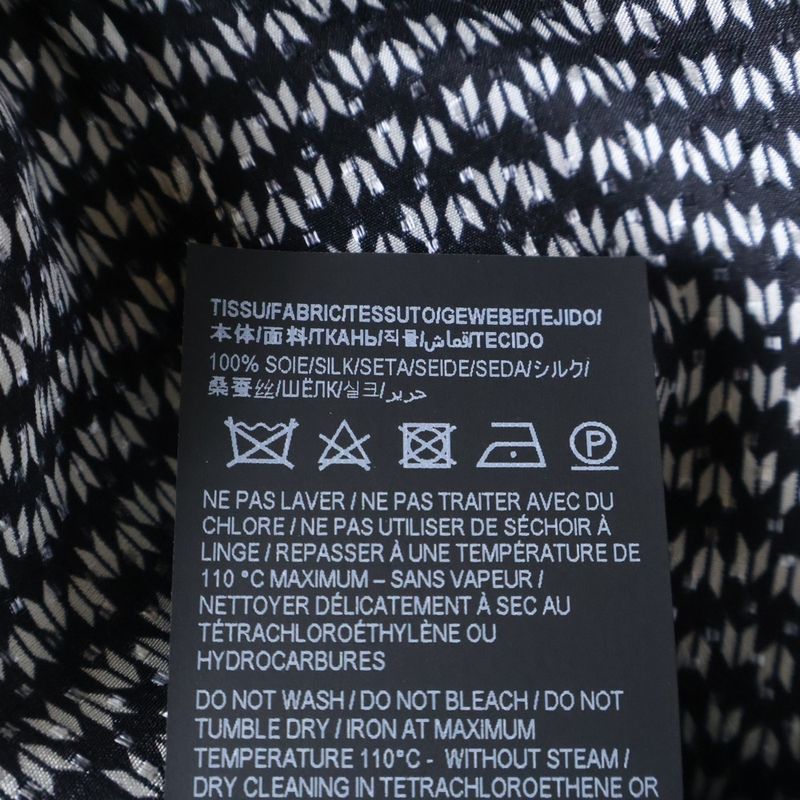 TISSU/FABRIC/TESSUTO/GEWEBE/TEJIDO/
本体/面料/ТКАНЬ/직물/قماش/TECIDO
100% SOIE/SILK/SETA/SEIDE/SEDA/シルク/
桑蚕丝/ШЁЛК/실크/حرير
P
NE PAS LAVER / NE PAS TRAITER AVEC DU
CHLORE / NE PAS UTILISER DE SÉCHOIR À
LINGE / REPASSER À UNE TEMPÉRATURE DE
110 °C MAXIMUM – SANS VAPEUR /
NETTOYER DÉLICATEMENT À SEC AU
TÉTRACHLOROÉTHYLÈNE OU
HYDROCARBURES
DO NOT WASH / DO NOT BLEACH / DO NOT
TUMBLE DRY / IRON AT MAXIMUM
TEMPERATURE 110°C - WITHOUT STEAM /
DRY CLEANING IN TETRACHLOROETHENE OR